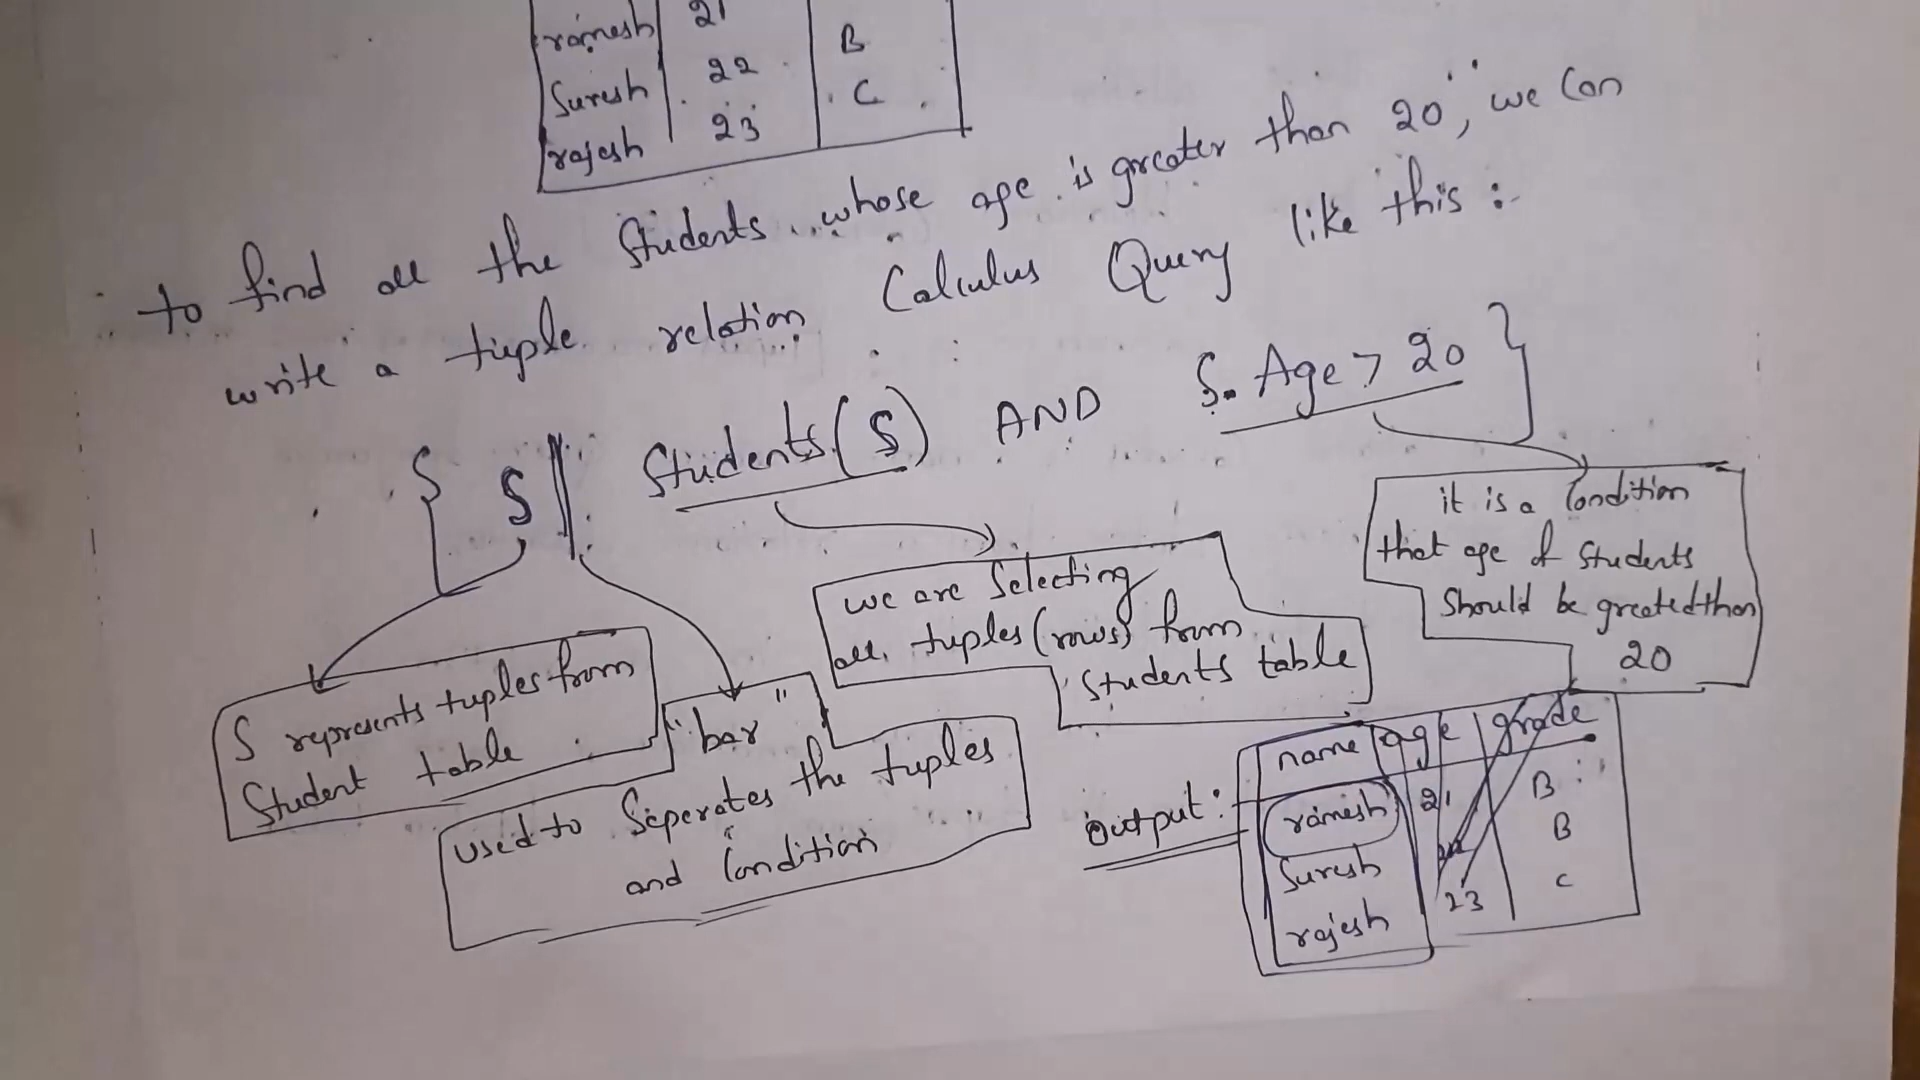 ramesh 21
Suresh 22 B
rajesh 23 C
to find all the Students whose age is greater than 20, we can
write a tuple relation Calculus Query like this :-
{ S | Students(S) AND S. Age > 20 }
it is a Condition
that age of Students
Should be greated than
20
we are Selecting
all tuples (rows) from
Students table
S represents tuples from
Student table
"bar"
used to Seperates the tuples
and Condition
output:
name age grade
ramesh 21 B
Suresh 22 B
rajesh 23 C